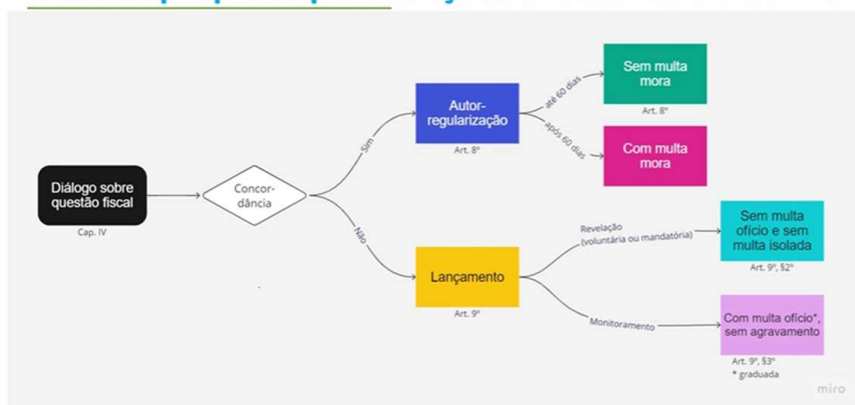 Sem multa
mora
Art. 8º
Autor-
regularização
Art. 8º
até 60 dias
após 60 dias
Com multa
mora
Sim
Diálogo sobre
questão fiscal
Cap. IV
Concor-
dância
Não
Revelação
(voluntária ou mandatória)
Sem multa
ofício e sem
multa isolada
Art. 9º, §2º
Lançamento
Art. 9º
Monitoramento
Com multa ofício*,
sem agravamento
Art. 9º, §3º
* graduada
miro